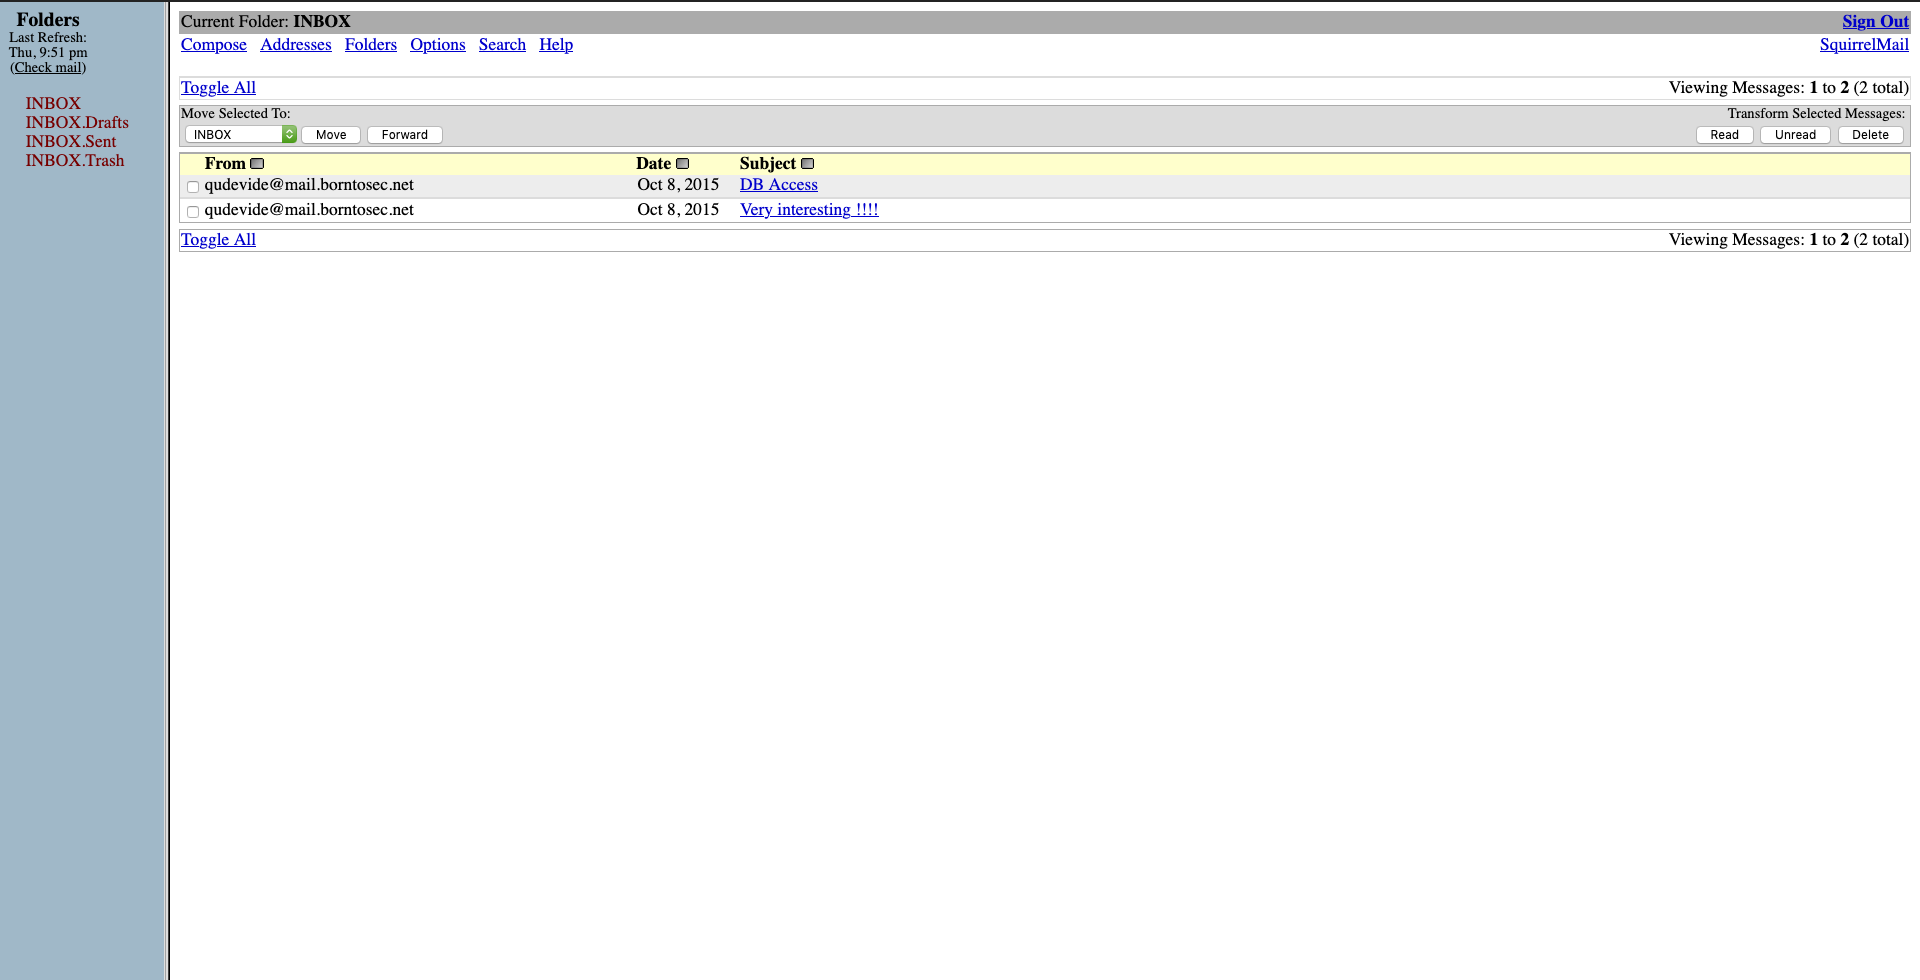 Folders
Last Refresh:
Thu, 9:51 pm
(Check mail)
INBOX
INBOX.Drafts
INBOX.Sent
INBOX.Trash
Current Folder: INBOX Sign Out
Compose Addresses Folders Options Search Help SquirrelMail
Toggle All Viewing Messages: 1 to 2 (2 total)
Move Selected To: Transform Selected Messages:
INBOX Move Forward Read Unread Delete
From Date Subject
qudevide@mail.borntosec.net Oct 8, 2015 DB Access
qudevide@mail.borntosec.net Oct 8, 2015 Very interesting !!!!
Toggle All Viewing Messages: 1 to 2 (2 total)